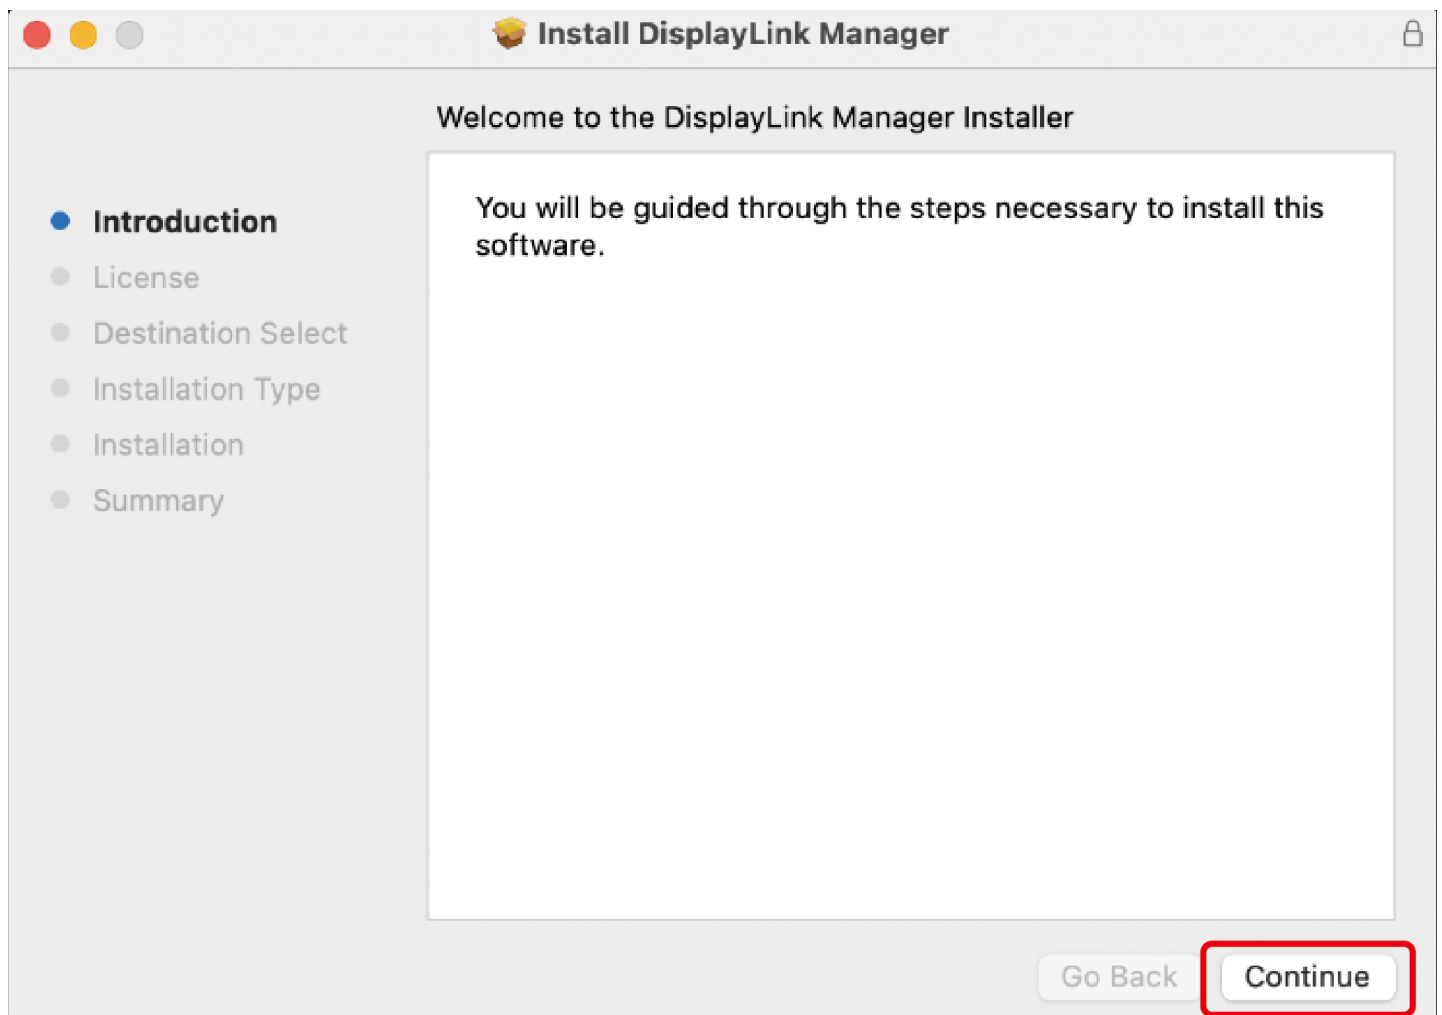 Install DisplayLink Manager
Welcome to the DisplayLink Manager Installer
Introduction
License
Destination Select
Installation Type
Installation
Summary
You will be guided through the steps necessary to install this
software.
Go Back
Continue